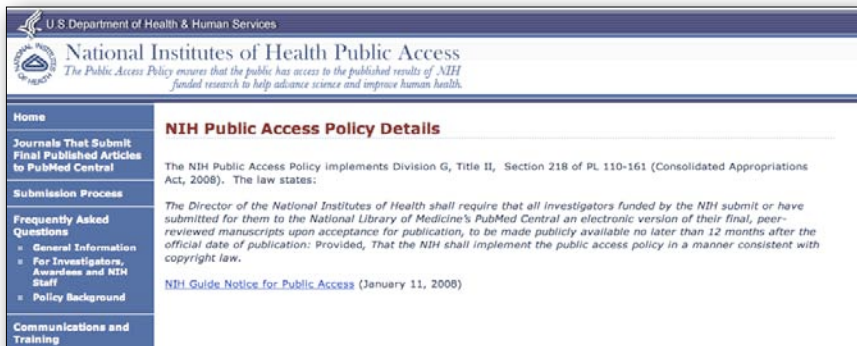 U.S. Department of Health & Human Services
National Institutes of Health Public Access
The Public Access Policy ensures that the public has access to the published results of NIH
funded research to help advance science and improve human health.
Home
Journals That Submit
Final Published Articles
to PubMed Central
Submission Process
Frequently Asked
Questions
General Information
For Investigators,
Awardees and NIH
Staff
Policy Background
Communications and
Training
NIH Public Access Policy Details
The NIH Public Access Policy implements Division G, Title II, Section 218 of PL 110-161 (Consolidated Appropriations
Act, 2008). The law states:
The Director of the National Institutes of Health shall require that all investigators funded by the NIH submit or have
submitted for them to the National Library of Medicine's PubMed Central an electronic version of their final, peer-
reviewed manuscripts upon acceptance for publication, to be made publicly available no later than 12 months after the
official date of publication: Provided, That the NIH shall implement the public access policy in a manner consistent with
copyright law.
NIH Guide Notice for Public Access (January 11, 2008)